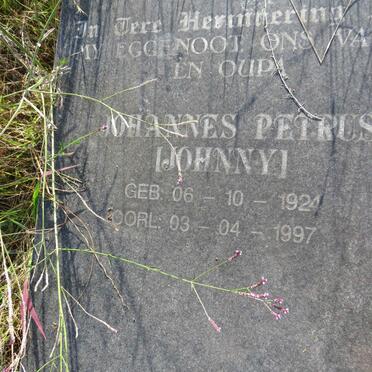 In Tere Herinnering
MY EGGENOOT, ONS VA
EN OUPA
JOHANNES PETRUS
[JOHNNY]
GEB: 06 - 10 - 1924
OORL: 03 - 04 - 1997